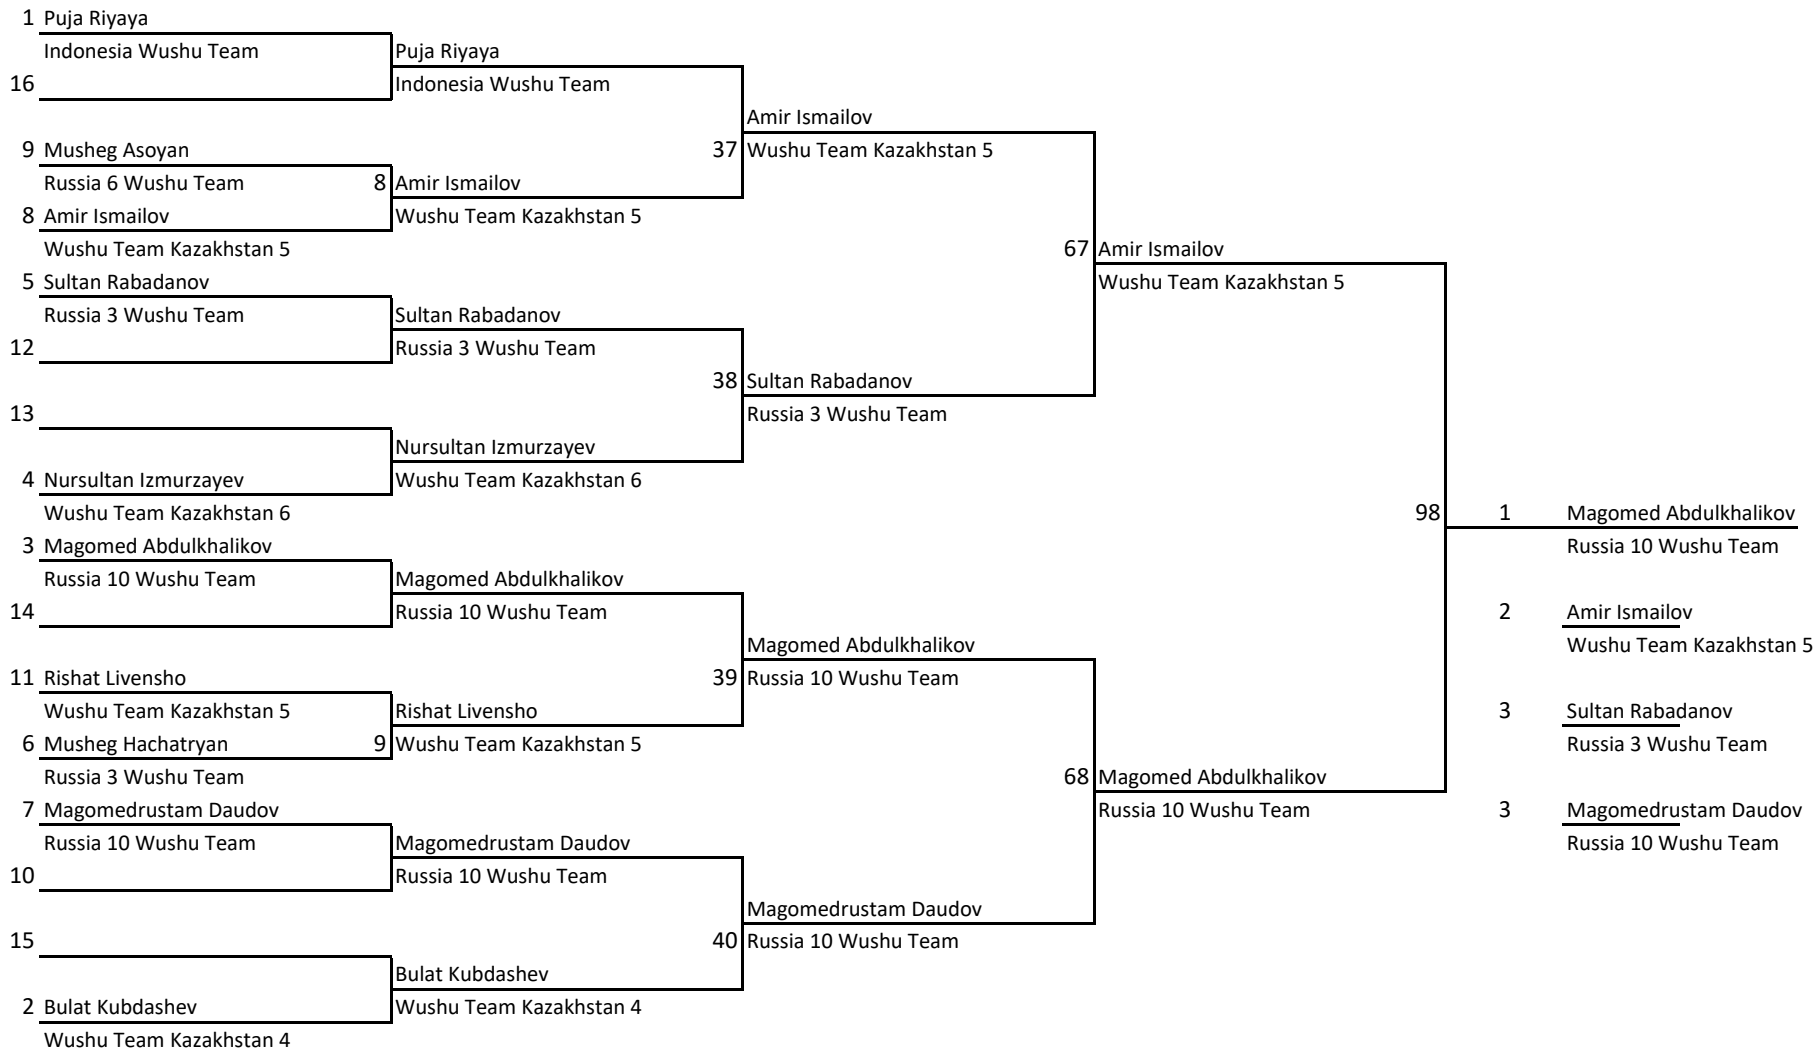 1 Puja Riyaya
Indonesia Wushu Team
Puja Riyaya
16
Indonesia Wushu Team
Amir Ismailov
9 Musheg Asoyan
37 Wushu Team Kazakhstan 5
Russia 6 Wushu Team
8 Amir Ismailov
8 Amir Ismailov
Wushu Team Kazakhstan 5
Wushu Team Kazakhstan 5
67 Amir Ismailov
5 Sultan Rabadanov
Wushu Team Kazakhstan 5
Russia 3 Wushu Team
Sultan Rabadanov
12
Russia 3 Wushu Team
38 Sultan Rabadanov
13
Russia 3 Wushu Team
Nursultan Izmurzayev
4 Nursultan Izmurzayev
Wushu Team Kazakhstan 6
Wushu Team Kazakhstan 6
98
1 Magomed Abdulkhalikov
3 Magomed Abdulkhalikov
Russia 10 Wushu Team
Russia 10 Wushu Team
Magomed Abdulkhalikov
14
Russia 10 Wushu Team
2 Amir Ismailov
Magomed Abdulkhalikov
Wushu Team Kazakhstan 5
11 Rishat Livensho
39 Russia 10 Wushu Team
Wushu Team Kazakhstan 5
Rishat Livensho
3 Sultan Rabadanov
6 Musheg Hachatryan
9 Wushu Team Kazakhstan 5
Russia 3 Wushu Team
Russia 3 Wushu Team
68 Magomed Abdulkhalikov
7 Magomedrustam Daudov
Russia 10 Wushu Team
3 Magomedrustam Daudov
Russia 10 Wushu Team
Magomedrustam Daudov
Russia 10 Wushu Team
10
Russia 10 Wushu Team
Magomedrustam Daudov
15
40 Russia 10 Wushu Team
Bulat Kubdashev
2 Bulat Kubdashev
Wushu Team Kazakhstan 4
Wushu Team Kazakhstan 4